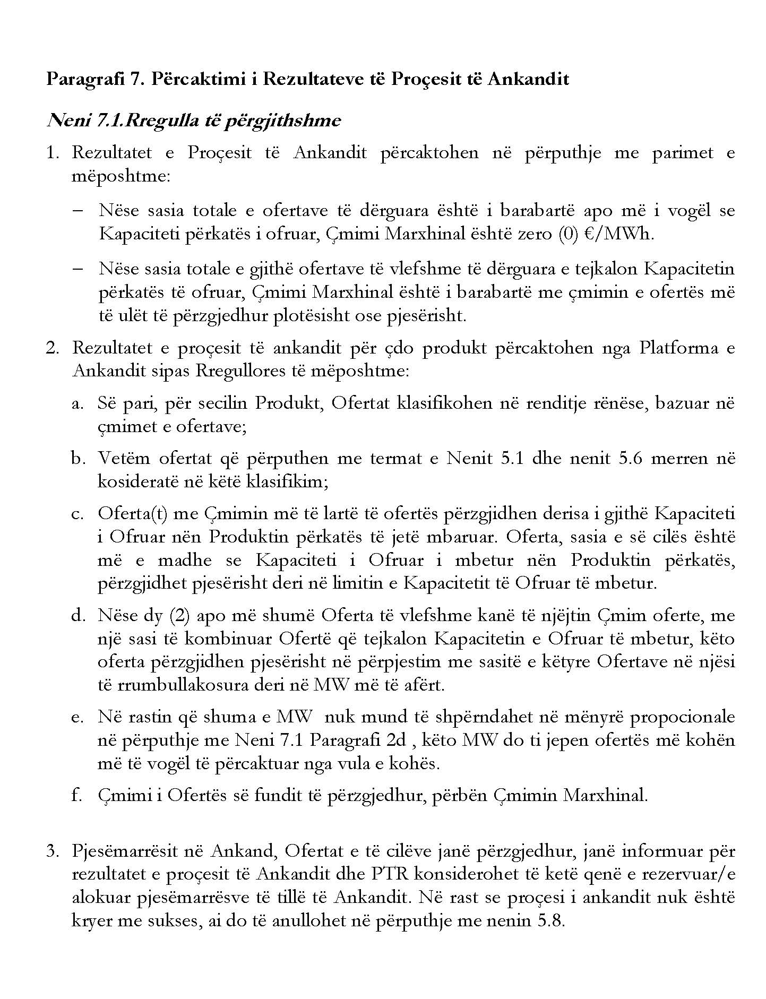 Paragrafi 7. Përcaktimi i Rezultateve të Proçesit të Ankandit
Neni 7.1.Rregulla të përgjithshme
1. Rezultatet e Proçesit të Ankandit përcaktohen në përputhje me parimet e
mëposhtme:
– Nëse sasia totale e ofertave të dërguara është i barabartë apo më i vogël se
Kapaciteti përkatës i ofruar, Çmimi Marxhinal është zero (0) €/MWh.
– Nëse sasia totale e gjithë ofertave të vlefshme të dërguara e tejkalon Kapacitetin
përkatës të ofruar, Çmimi Marxhinal është i barabartë me çmimin e ofertës më
të ulët të përzgjedhur plotësisht ose pjesërisht.
2. Rezultatet e proçesit të ankandit për çdo produkt përcaktohen nga Platforma e
Ankandit sipas Rregullores të mëposhtme:
a. Së pari, për secilin Produkt, Ofertat klasifikohen në renditje rënëse, bazuar në
çmimet e ofertave;
b. Vetëm ofertat që përputhen me termat e Nenit 5.1 dhe nenit 5.6 merren në
kosideratë në këtë klasifikim;
c. Oferta(t) me Çmimin më të lartë të ofertës përzgjidhen derisa i gjithë Kapaciteti
i Ofruar nën Produktin përkatës të jetë mbaruar. Oferta, sasia e së cilës është
më e madhe se Kapaciteti i Ofruar i mbetur nën Produktin përkatës,
përzgjidhet pjesërisht deri në limitin e Kapacitetit të Ofruar të mbetur.
d. Nëse dy (2) apo më shumë Oferta të vlefshme kanë të njëjtin Çmim oferte, me
një sasi të kombinuar Ofertë që tejkalon Kapacitetin e Ofruar të mbetur, këto
oferta përzgjidhen pjesërisht në përpjestim me sasitë e këtyre Ofertave në njësi
të rrumbullakosura deri në MW më të afërt.
e. Në rastin që shuma e MW nuk mund të shpërndahet në mënyrë propocionale
në përputhje me Neni 7.1 Paragrafi 2d , këto MW do ti jepen ofertës më kohën
më të vogël të përcaktuar nga vula e kohës.
f. Çmimi i Ofertës së fundit të përzgjedhur, përbën Çmimin Marxhinal.
3. Pjesëmarrësit në Ankand, Ofertat e të cilëve janë përzgjedhur, janë informuar për
rezultatet e proçesit të Ankandit dhe PTR konsiderohet të ketë qenë e rezervuar/e
alokuar pjesëmarrësve të tillë të Ankandit. Në rast se proçesi i ankandit nuk është
kryer me sukses, ai do të anullohet në përputhje me nenin 5.8.